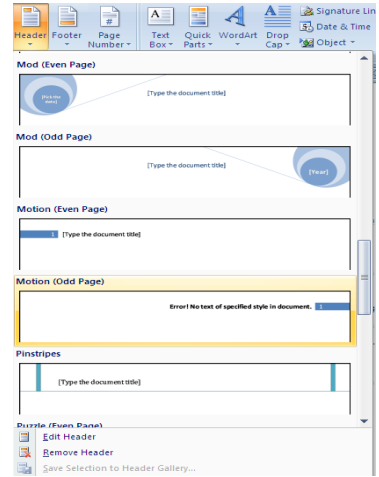 Header Footer Page Number Text Box Quick Parts WordArt Drop Cap Signature Lin
Date & Time
Object
Mod (Even Page)
[Pick the date]
[Type the document title]
Mod (Odd Page)
[Type the document title]
[Year]
Motion (Even Page)
1 [Type the document title]
Motion (Odd Page)
Error! No text of specified style in document. 1
Pinstripes
[Type the document title]
Puzzle (Even Page)
Edit Header
Remove Header
Save Selection to Header Gallery...